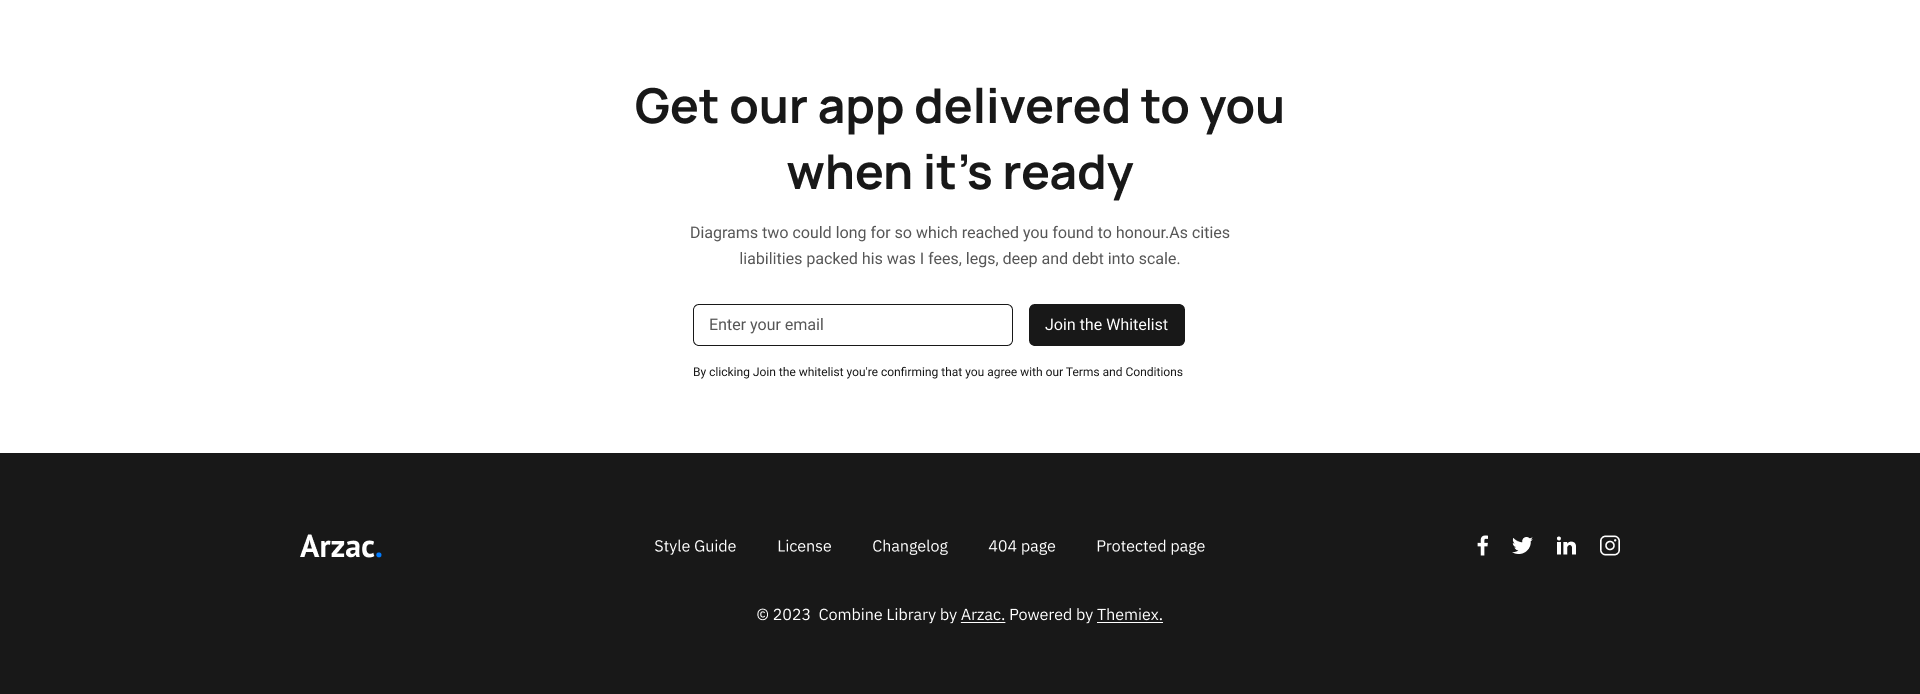 Get our app delivered to you
when it’s ready
Diagrams two could long for so which reached you found to honour.As cities
liabilities packed his was I fees, legs, deep and debt into scale.
Enter your email
Join the Whitelist
By clicking Join the whitelist you're confirming that you agree with our Terms and Conditions
Arzac.
Style Guide
License
Changelog
404 page
Protected page
© 2023  Combine Library by Arzac. Powered by Themiex.